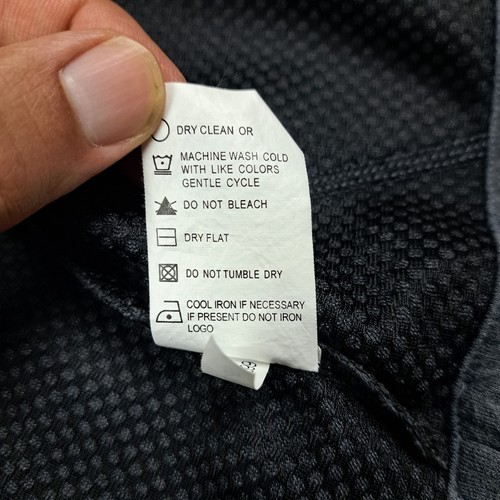 DRY CLEAN OR
MACHINE WASH COLD
WITH LIKE COLORS
GENTLE CYCLE
DO NOT BLEACH
DRY FLAT
DO NOT TUMBLE DRY
COOL IRON IF NECESSARY
IF PRESENT DO NOT IRON
LOGO